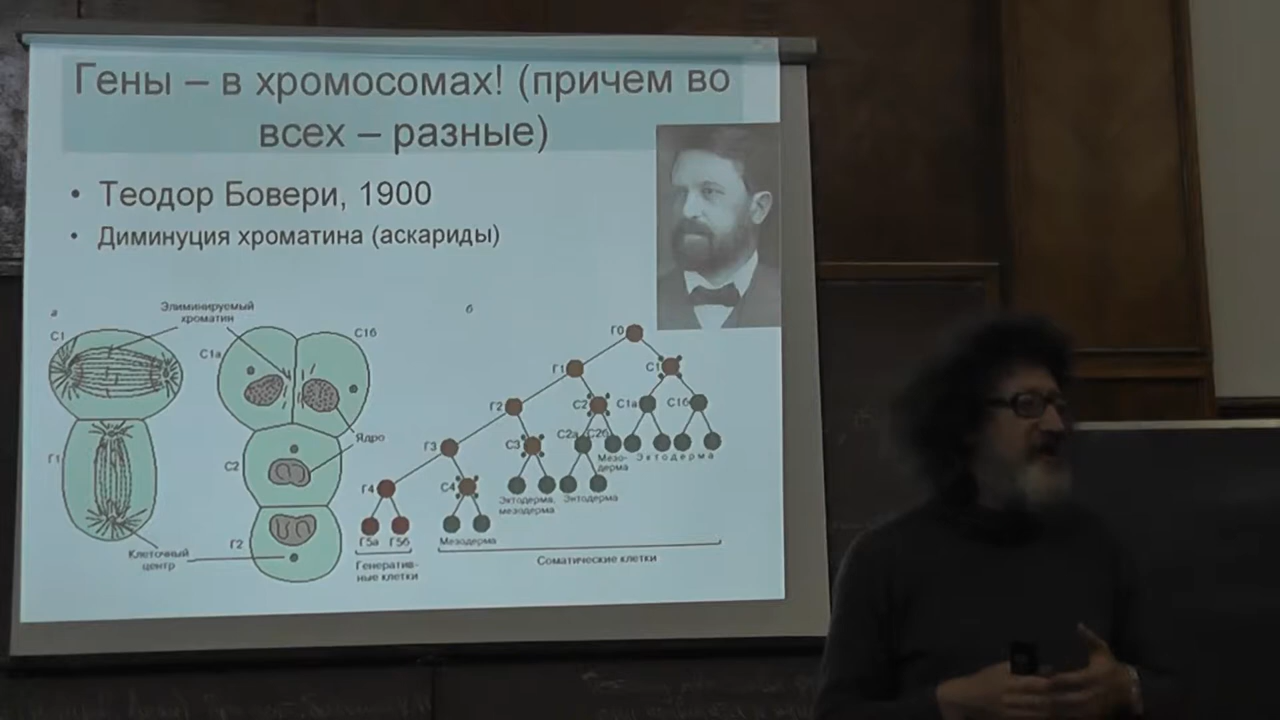 Гены – в хромосомах! (причем во
всех – разные)
• Теодор Бовери, 1900
• Диминуция хроматина (аскариды)
а
Элиминируемый
хроматин
С1
С1а
С1б
Г1
С2
Ядро
Г2
Клеточный
центр
б
Г0
Г1
С1
Г2
С2
С1а
С1б
Г3
С3
С2а
С2б
Мезо-
дерма
Эктодерма
Г4
С4
Эктодерма,
мезодерма
Энтодерма
Г5а Г5б
Мезодерма
Генератив-
ные клетки
Соматические клетки